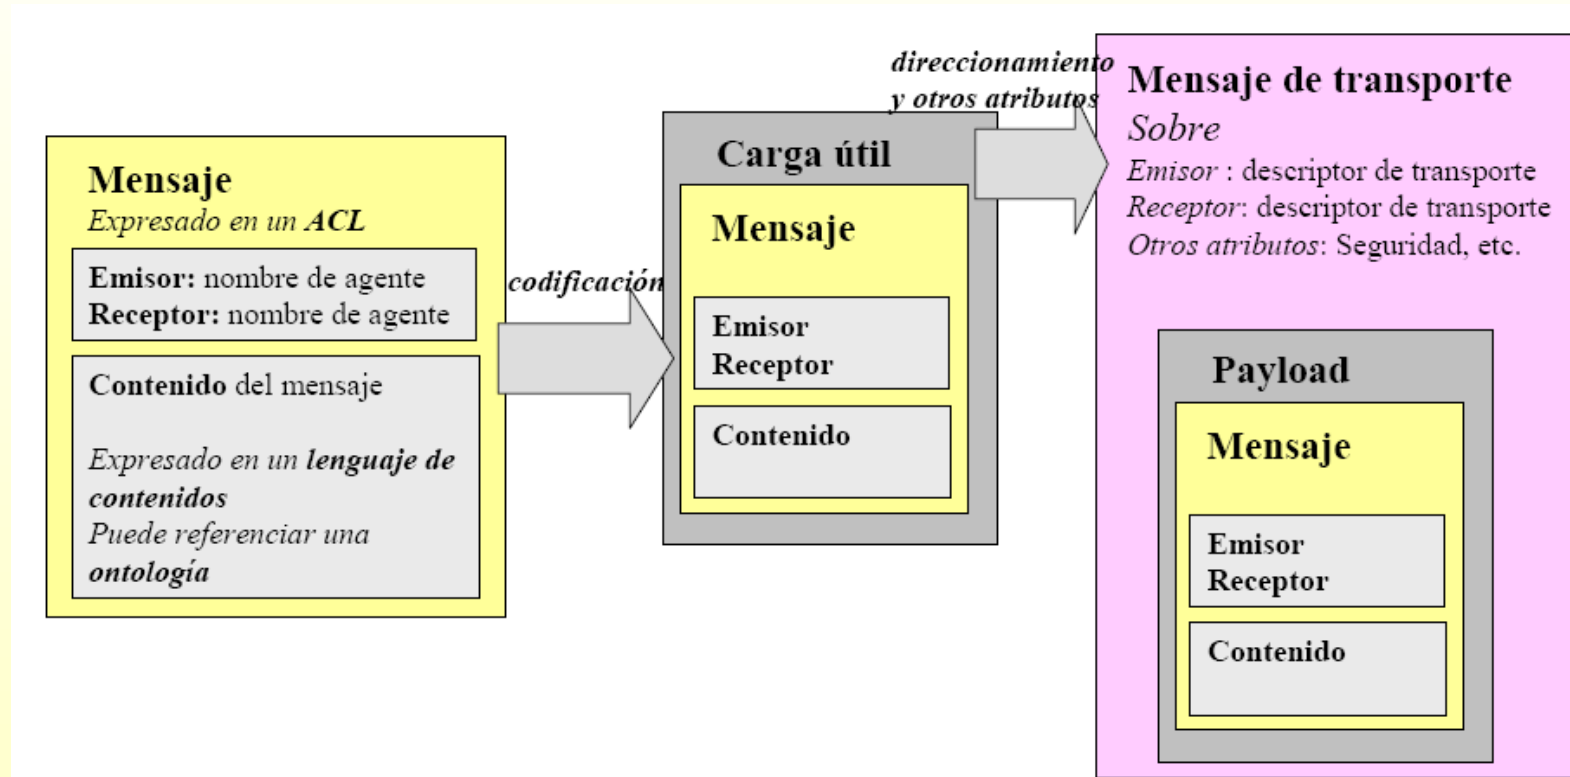 Mensaje
Expresado en un ACL
Emisor: nombre de agente
Receptor: nombre de agente
Contenido del mensaje
Expresado en un lenguaje de
contenidos
Puede referenciar una
ontología
codificación
Carga útil
Mensaje
Emisor
Receptor
Contenido
direccionamiento
y otros atributos
Mensaje de transporte
Sobre
Emisor : descriptor de transporte
Receptor: descriptor de transporte
Otros atributos: Seguridad, etc.
Payload
Mensaje
Emisor
Receptor
Contenido